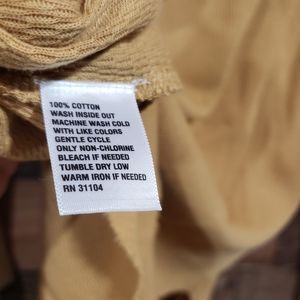 100% COTTON
WASH INSIDE OUT
MACHINE WASH COLD
WITH LIKE COLORS
GENTLE CYCLE
ONLY NON-CHLORINE
BLEACH IF NEEDED
TUMBLE DRY LOW
WARM IRON IF NEEDED
RN 31104